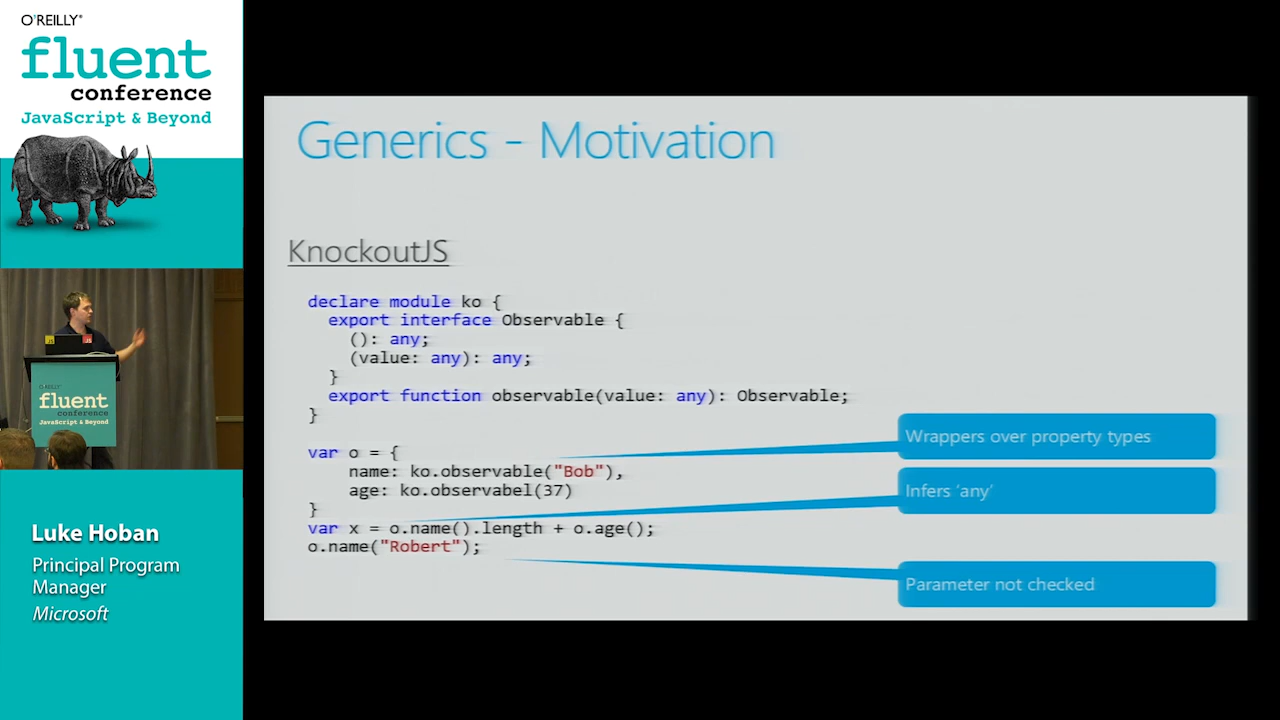 O'REILLY®
fluent
conference
JavaScript & Beyond
Generics - Motivation
KnockoutJS
declare module ko {
export interface Observable {
(): any;
(value: any): any;
}
export function observable(value: any): Observable;
}
var o = {
name: ko.observable("Bob"),
age: ko.observabel(37)
}
var x = o.name().length + o.age();
o.name("Robert");
Wrappers over property types
Infers ‘any’
Parameter not checked
JS
JS
O'REILLY®
fluent
conference
JavaScript & Beyond
Luke Hoban
Principal Program
Manager
Microsoft